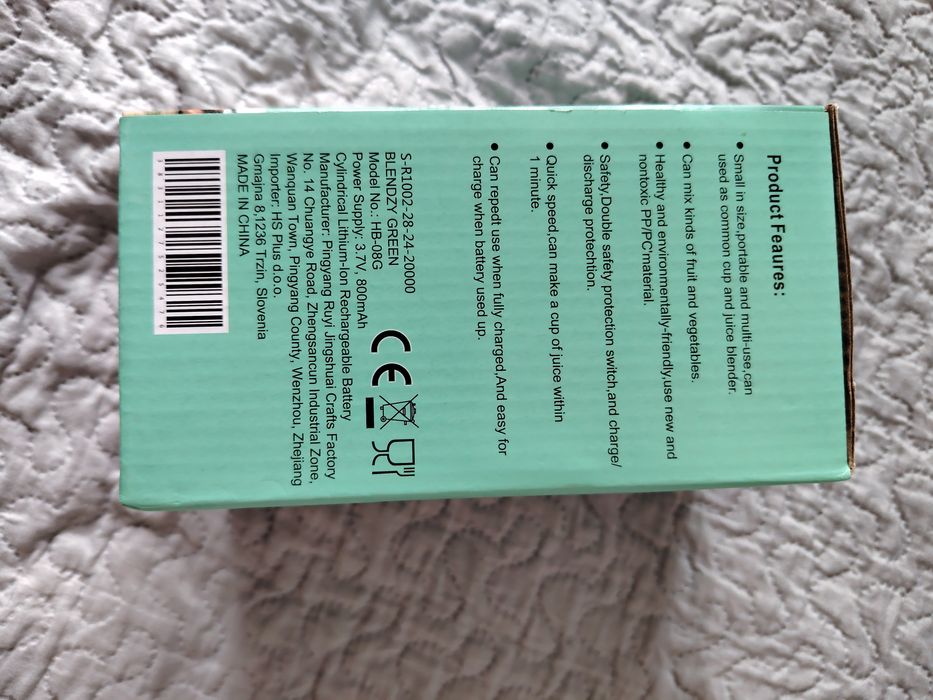 Product Feaures:
● Small in size,portable and multi-use,can
used as common cup and juice blender.
● Can mix kinds of fruit and vegetables.
● Healthy and environmentally-friendly,use new and
nontoxic PP/PC'material.
● Safety,Double safety protection switch,and charge/
discharge protechtion.
● Quick speed,can make a cup of juice within
1 minute.
● Can repedt use when fully charged,And easy for
charge when battery used up.
S-R1002-28-24-20000
BLENDZY GREEN
Model No.: HB-08G
Power Supply: 3.7V, 800mAh
Cylindrical Lithium-Ion Rechargeable Battery
Manufacturer: Pingyang Ruyi Jingshuai Crafts Factory
No. 14 Chuangye Road, Zhengsancun Industrial Zone,
Wanquan Town, Pingyang County, Wenzhou, Zhejiang
Importer: HS Plus d.o.o.
Gmajna 8,1236 Trzin, Slovenia
MADE IN CHINA
CE